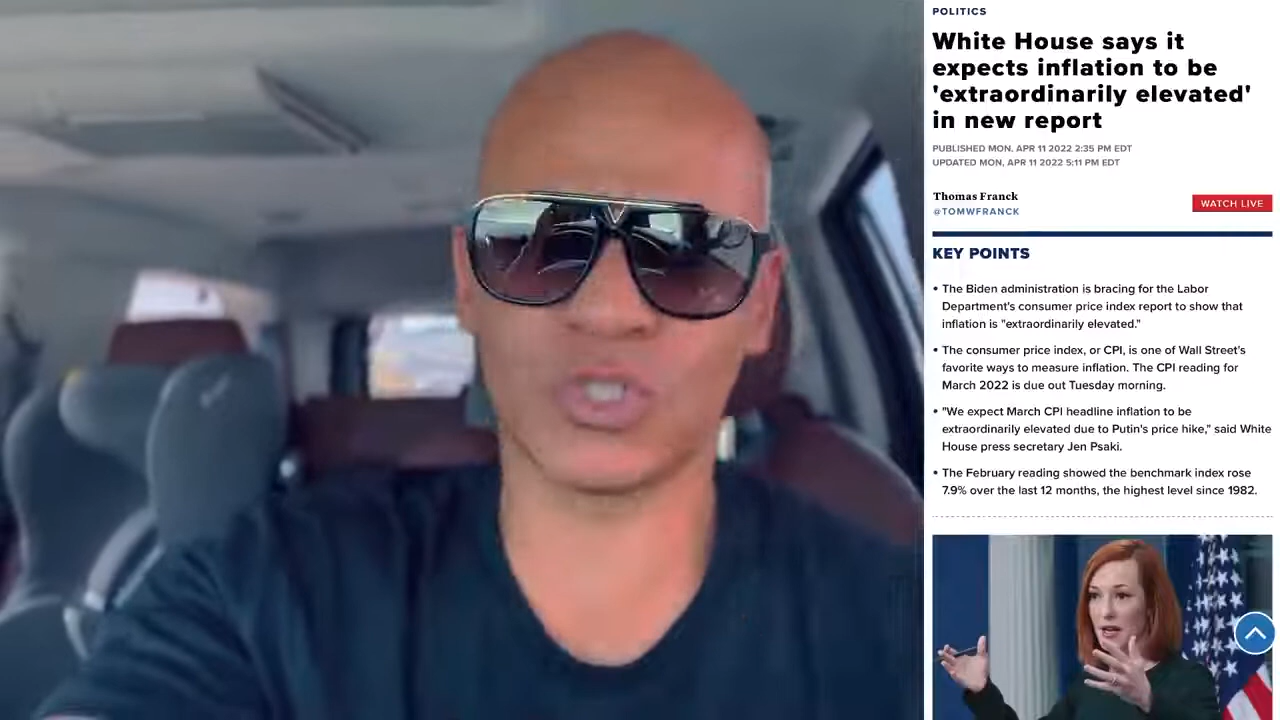 POLITICS
White House says it
expects inflation to be
'extraordinarily elevated'
in new report
PUBLISHED MON, APR 11 2022 2:35 PM EDT
UPDATED MON, APR 11 2022 5:11 PM EDT
Thomas Franck
@TOMWFRANCK
WATCH LIVE
KEY POINTS
• The Biden administration is bracing for the Labor
Department's consumer price index report to show that
inflation is "extraordinarily elevated."
• The consumer price index, or CPI, is one of Wall Street's
favorite ways to measure inflation. The CPI reading for
March 2022 is due out Tuesday morning.
• "We expect March CPI headline inflation to be
extraordinarily elevated due to Putin's price hike," said White
House press secretary Jen Psaki.
• The February reading showed the benchmark index rose
7.9% over the last 12 months, the highest level since 1982.